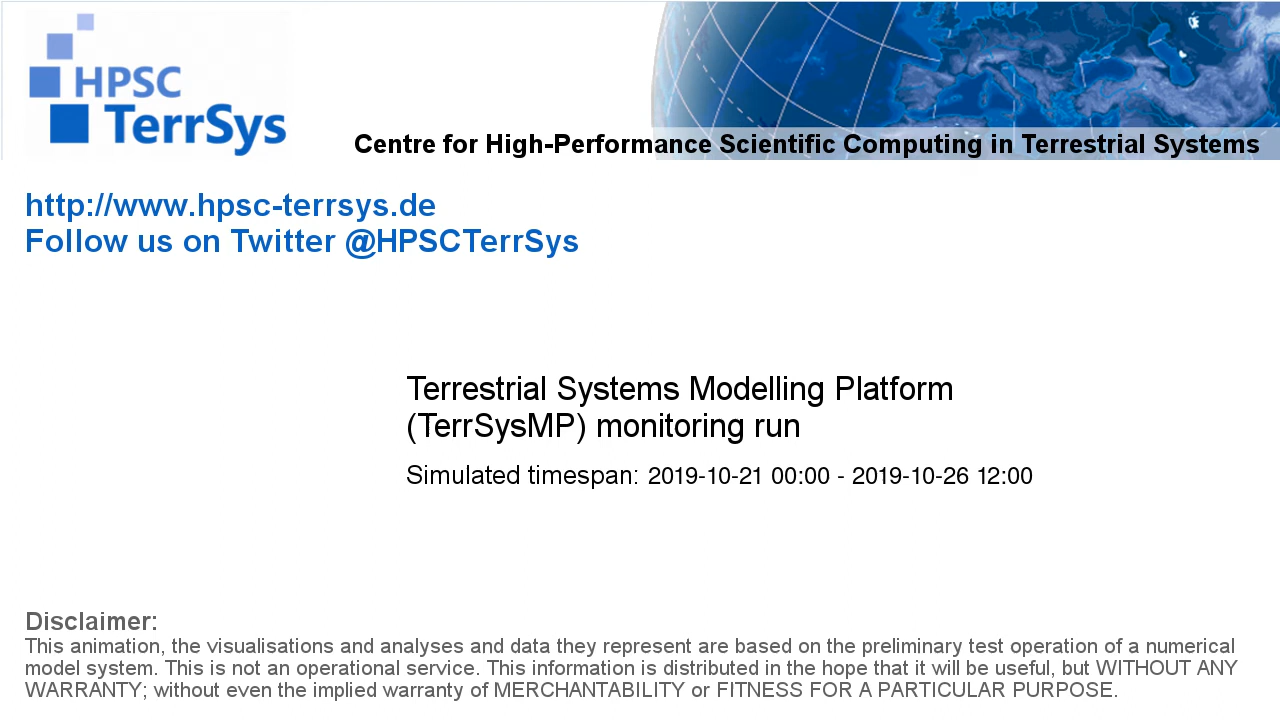 HPSC
TerrSys
Centre for High-Performance Scientific Computing in Terrestrial Systems
http://www.hpsc-terrsys.de
Follow us on Twitter @HPSCTerrSys
Terrestrial Systems Modelling Platform
(TerrSysMP) monitoring run
Simulated timespan: 2019-10-21 00:00 - 2019-10-26 12:00
Disclaimer:
This animation, the visualisations and analyses and data they represent are based on the preliminary test operation of a numerical
model system. This is not an operational service. This information is distributed in the hope that it will be useful, but WITHOUT ANY
WARRANTY; without even the implied warranty of MERCHANTABILITY or FITNESS FOR A PARTICULAR PURPOSE.